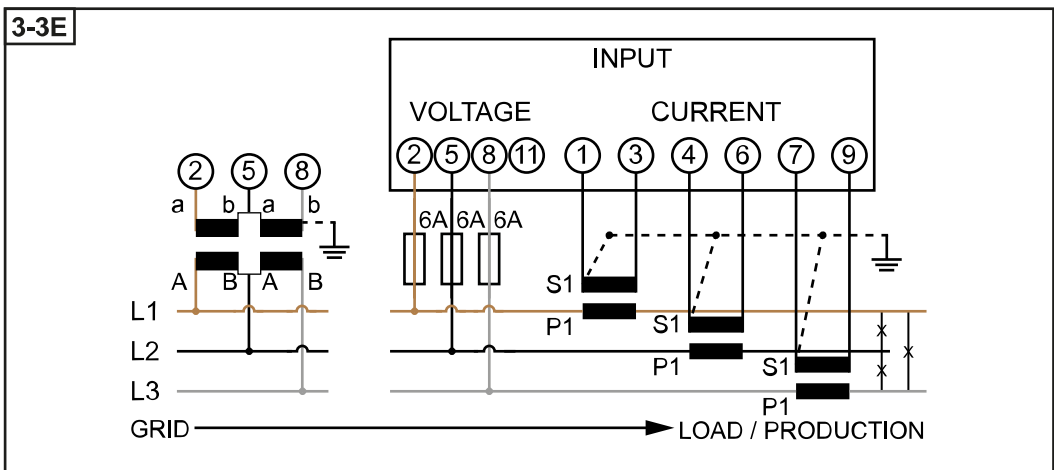 3-3E
INPUT
VOLTAGE CURRENT
2 5 8 11 1 3 4 6 7 9
2 5 8
a b a b
6A 6A 6A
A B A B
S1
P1
S1
P1
S1
P1
L1
L2
L3
GRID LOAD / PRODUCTION